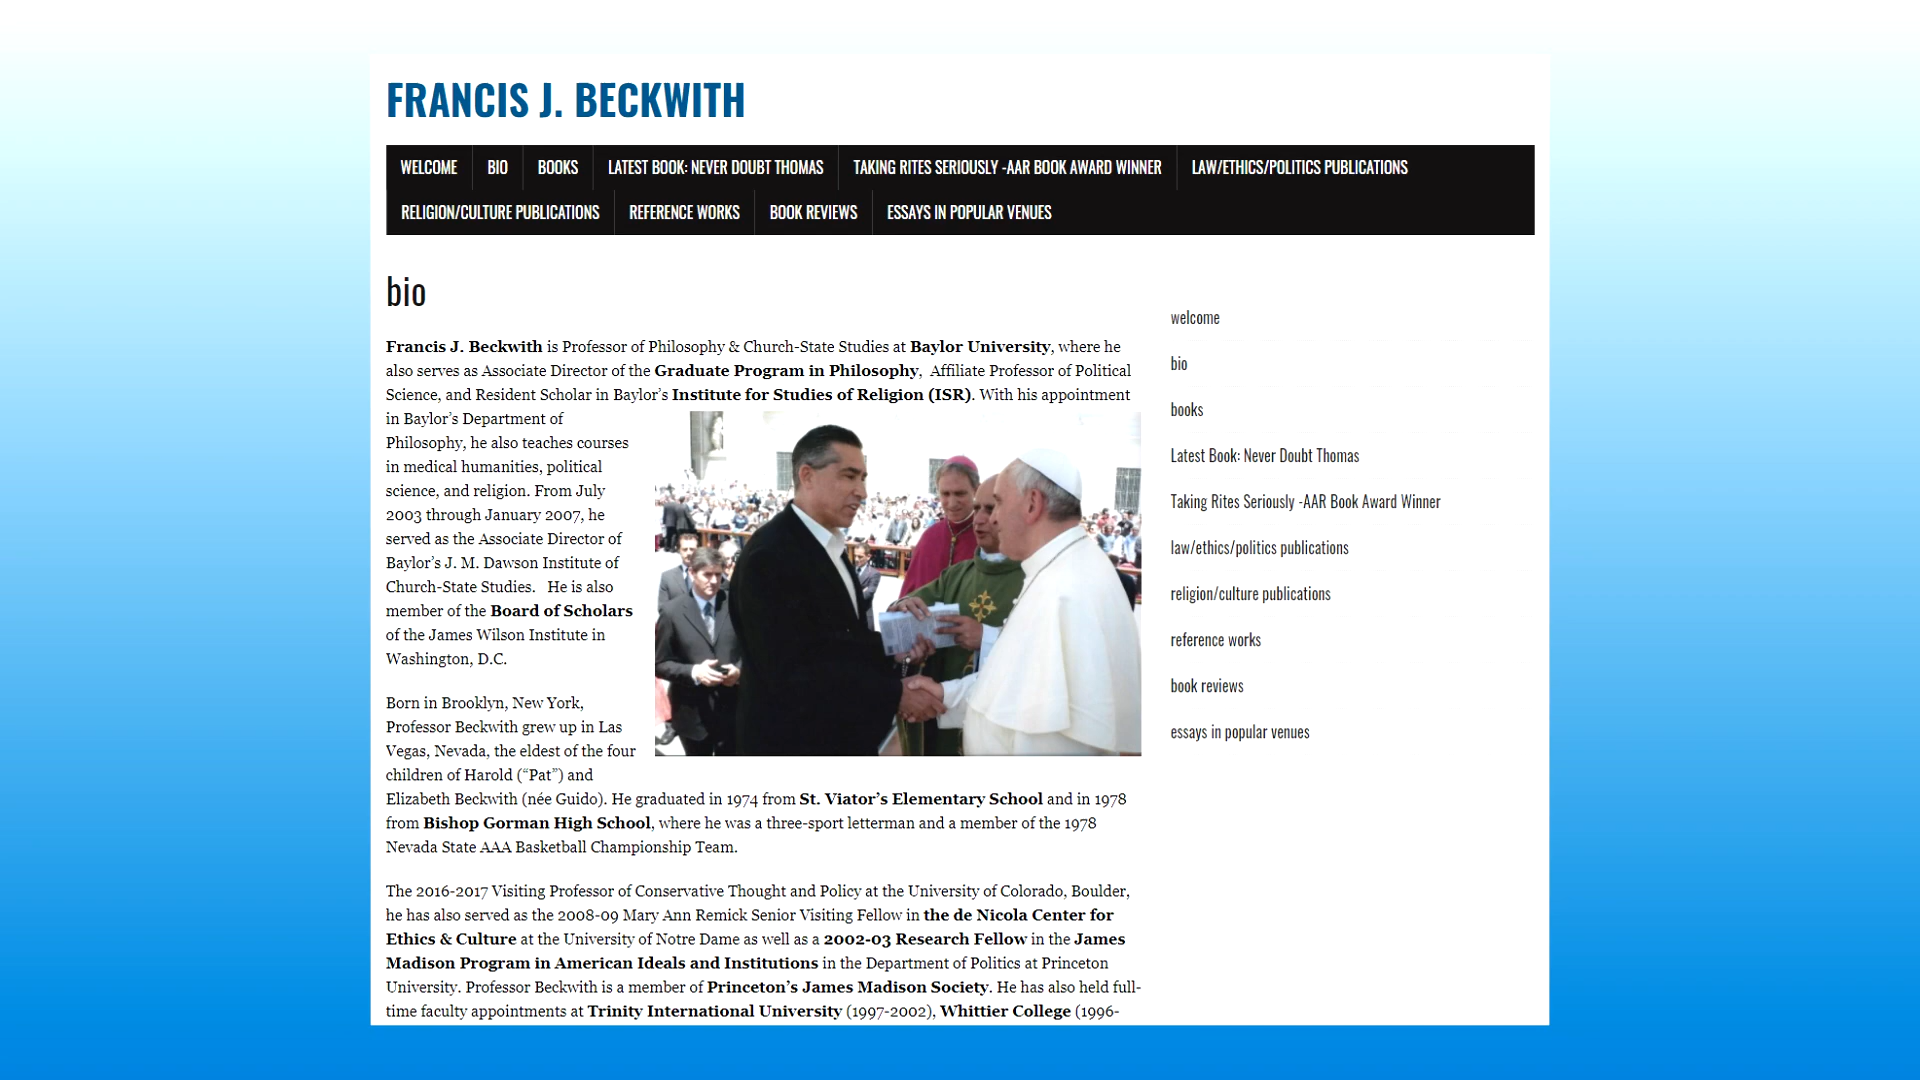 FRANCIS J. BECKWITH
WELCOME
BIO
BOOKS
LATEST BOOK: NEVER DOUBT THOMAS
TAKING RITES SERIOUSLY -AAR BOOK AWARD WINNER
LAW/ETHICS/POLITICS PUBLICATIONS
RELIGION/CULTURE PUBLICATIONS
REFERENCE WORKS
BOOK REVIEWS
ESSAYS IN POPULAR VENUES
bio
Francis J. Beckwith is Professor of Philosophy & Church-State Studies at Baylor University, where he
also serves as Associate Director of the Graduate Program in Philosophy,  Affiliate Professor of Political
Science, and Resident Scholar in Baylor’s Institute for Studies of Religion (ISR). With his appointment
in Baylor’s Department of
Philosophy, he also teaches courses
in medical humanities, political
science, and religion. From July
2003 through January 2007, he
served as the Associate Director of
Baylor’s J. M. Dawson Institute of
Church-State Studies.   He is also
member of the Board of Scholars
of the James Wilson Institute in
Washington, D.C.
Born in Brooklyn, New York,
Professor Beckwith grew up in Las
Vegas, Nevada, the eldest of the four
children of Harold (“Pat”) and
Elizabeth Beckwith (née Guido). He graduated in 1974 from St. Viator’s Elementary School and in 1978
from Bishop Gorman High School, where he was a three-sport letterman and a member of the 1978
Nevada State AAA Basketball Championship Team.
The 2016-2017 Visiting Professor of Conservative Thought and Policy at the University of Colorado, Boulder,
he has also served as the 2008-09 Mary Ann Remick Senior Visiting Fellow in the de Nicola Center for
Ethics & Culture at the University of Notre Dame as well as a 2002-03 Research Fellow in the James
Madison Program in American Ideals and Institutions in the Department of Politics at Princeton
University. Professor Beckwith is a member of Princeton’s James Madison Society. He has also held full-
time faculty appointments at Trinity International University (1997-2002), Whittier College (1996-
welcome
bio
books
Latest Book: Never Doubt Thomas
Taking Rites Seriously -AAR Book Award Winner
law/ethics/politics publications
religion/culture publications
reference works
book reviews
essays in popular venues